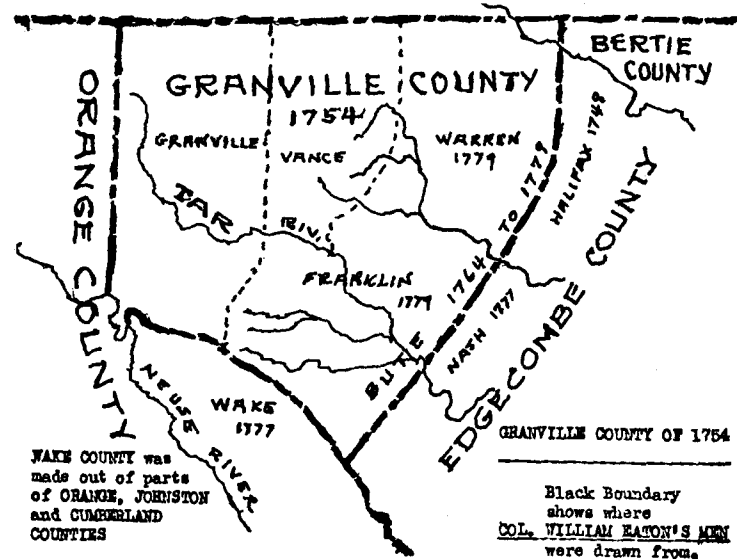 BERTIE
COUNTY
GRANVILLE COUNTY
1754
ORANGE COUNTY
GRANVILLE
VANCE
WARREN
1779
HALIFAX 1748
TAR RIV.
FRANKLIN
1779
BUTE 1764 TO 1779
NASH 1777
EDGECOMBE COUNTY
NEUSE RIVER
WAKE
1777
GRANVILLE COUNTY OF 1754
WAKE COUNTY was
made out of parts
of ORANGE, JOHNSTON
and CUMBERLAND
COUNTIES
Black Boundary
shows where
COL. WILLIAM EATON'S MEN
were drawn from.